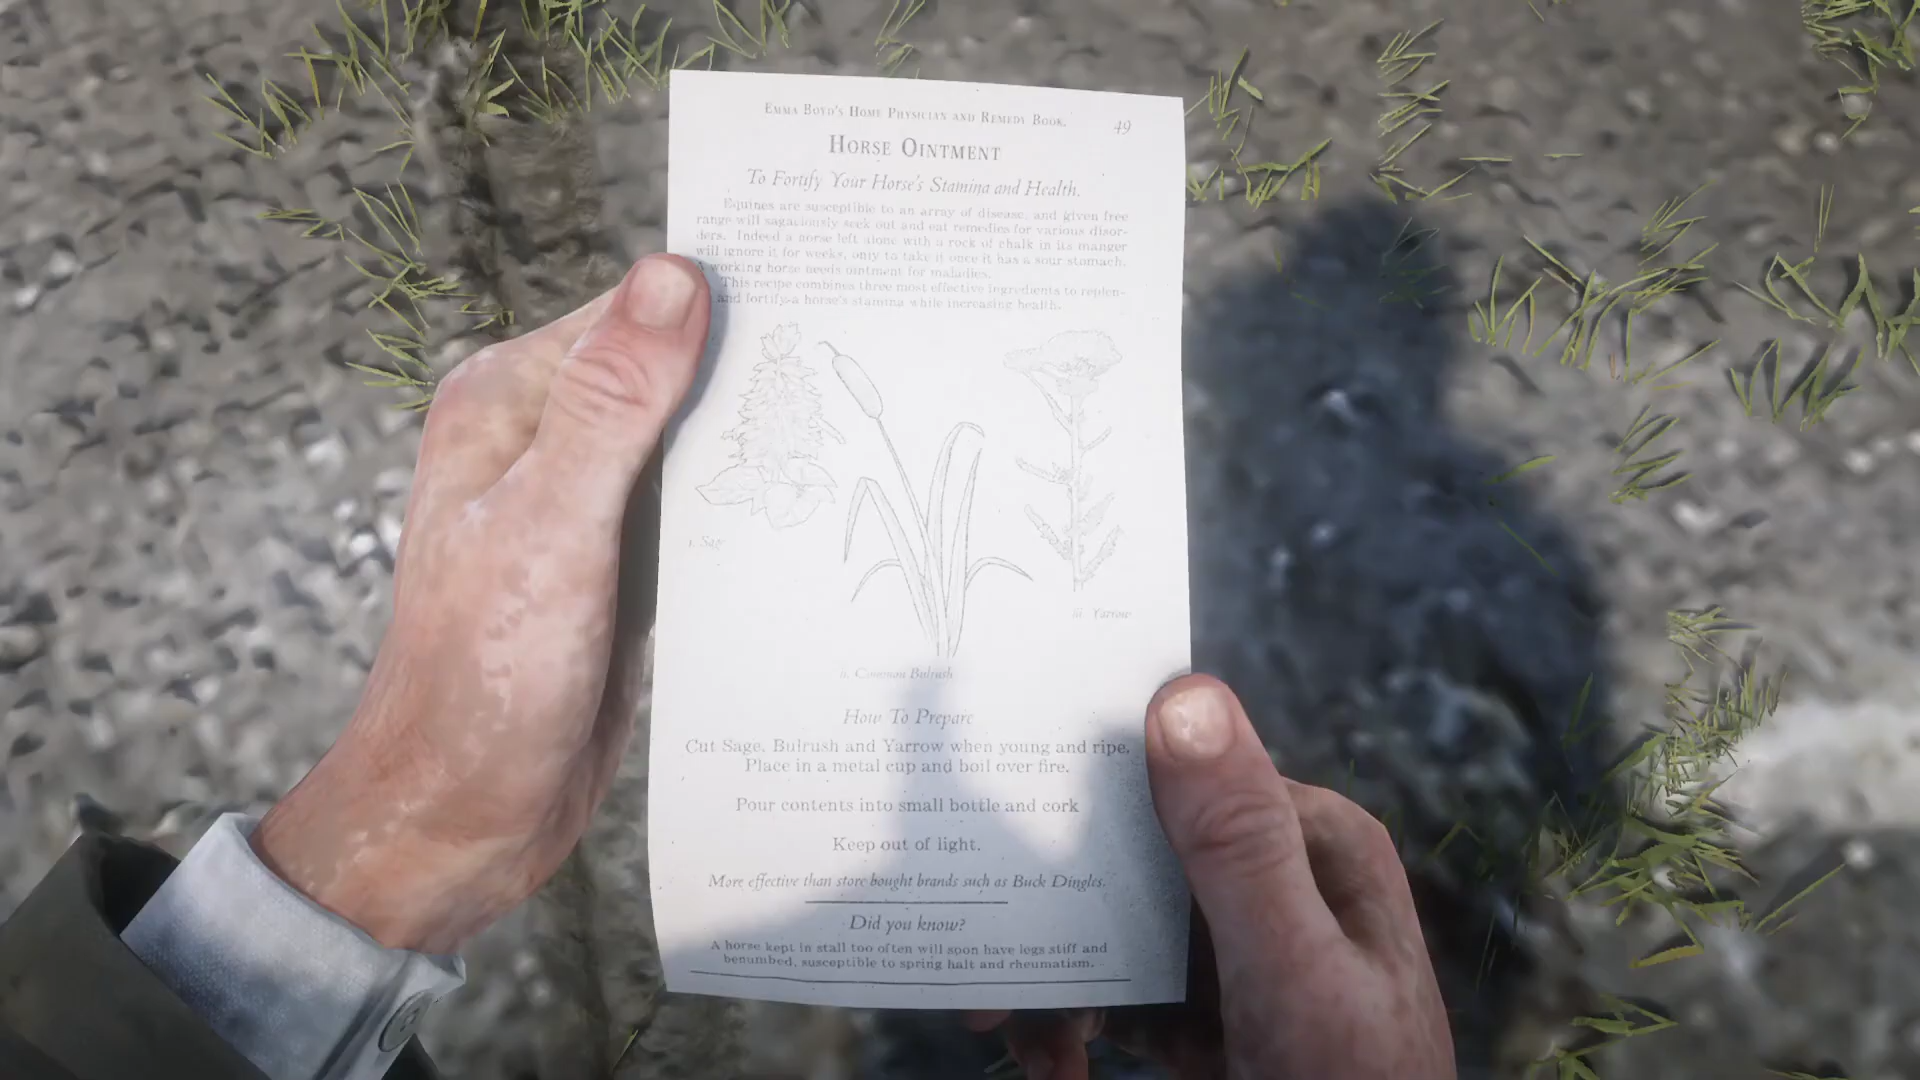 EMMA BOYD'S HOME PHYSICIAN AND REMEDY BOOK.
49
HORSE OINTMENT
To Fortify Your Horse's Stamina and Health.
Equines are susceptible to an array of disease, and given free
range will sagaciously seek out and eat remedies for various disor-
ders. Indeed a horse left alone with a rock of chalk in its manger
will ignore it for weeks, only to take it once it has a sour stomach.
working horse needs ointment for maladies.
This recipe combines three most effective ingredients to replen-
and fortify a horse's stamina while increasing health.
i. Sage
iii. Yarrow
ii. Common Bulrush
How To Prepare
Cut Sage, Bulrush and Yarrow when young and ripe.
Place in a metal cup and boil over fire.
Pour contents into small bottle and cork
Keep out of light.
More effective than store bought brands such as Buck Dingles.
Did you know?
A horse kept in stall too often will soon have legs stiff and
benumbed, susceptible to spring halt and rheumatism.